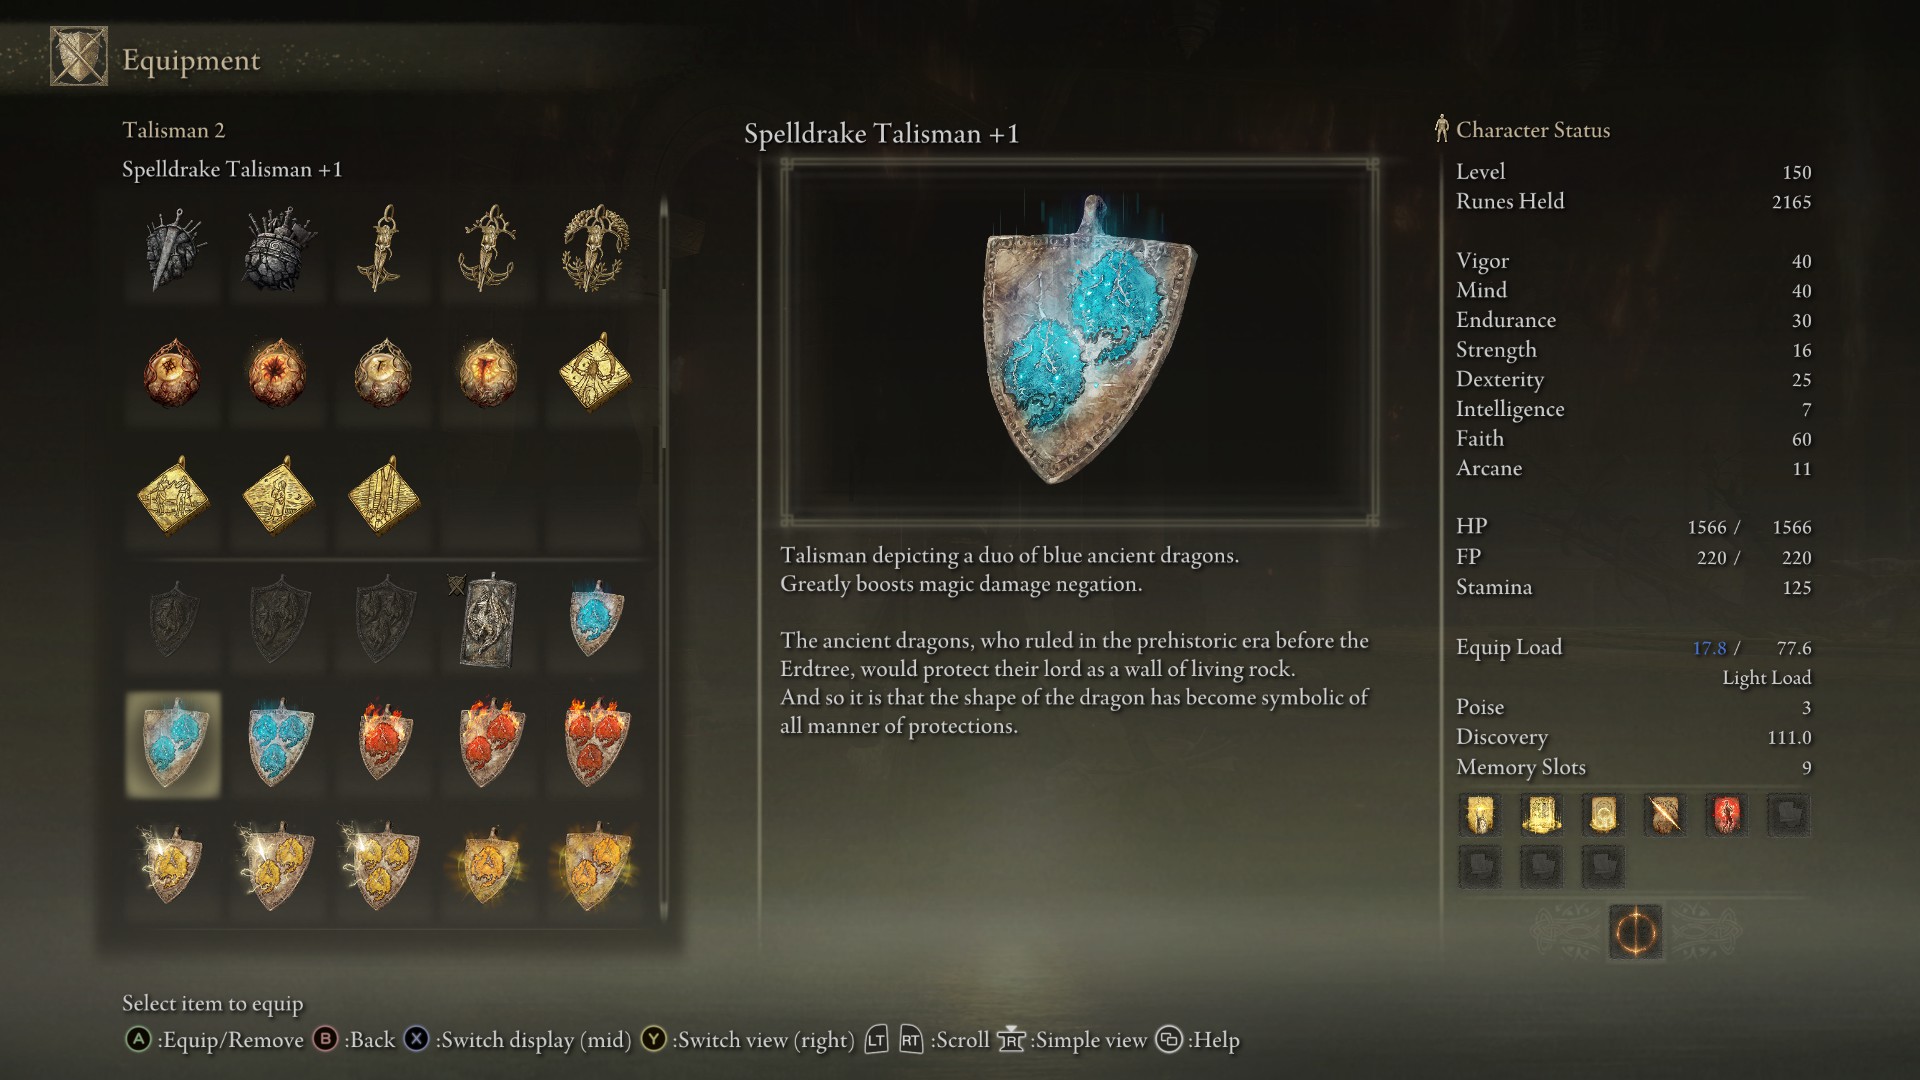 Equipment
Talisman 2
Spelldrake Talisman +1
Spelldrake Talisman +1
Talisman depicting a duo of blue ancient dragons.
Greatly boosts magic damage negation.
The ancient dragons, who ruled in the prehistoric era before the
Erdtree, would protect their lord as a wall of living rock.
And so it is that the shape of the dragon has become symbolic of
all manner of protections.
Character Status
Level 150
Runes Held 2165
Vigor 40
Mind 40
Endurance 30
Strength 16
Dexterity 25
Intelligence 7
Faith 60
Arcane 11
HP 1566 / 1566
FP 220 / 220
Stamina 125
Equip Load 17.8 / 77.6
Light Load
Poise 3
Discovery 111.0
Memory Slots 9
Select item to equip
A :Equip/Remove B :Back X :Switch display (mid) Y :Switch view (right) LT RT :Scroll R :Simple view :Help